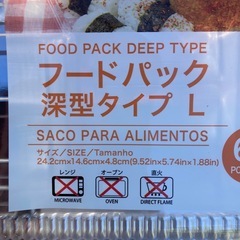 FOOD PACK DEEP TYPE
フードパック
深型タイプ L
SACO PARA ALIMENTOS
サイズ／SIZE／Tamanho
24.2cm×14.6cm×4.8cm(9.52in×5.74in×1.88in)
レンジ オーブン 直火
MICROWAVE OVEN DIRECT FLAME